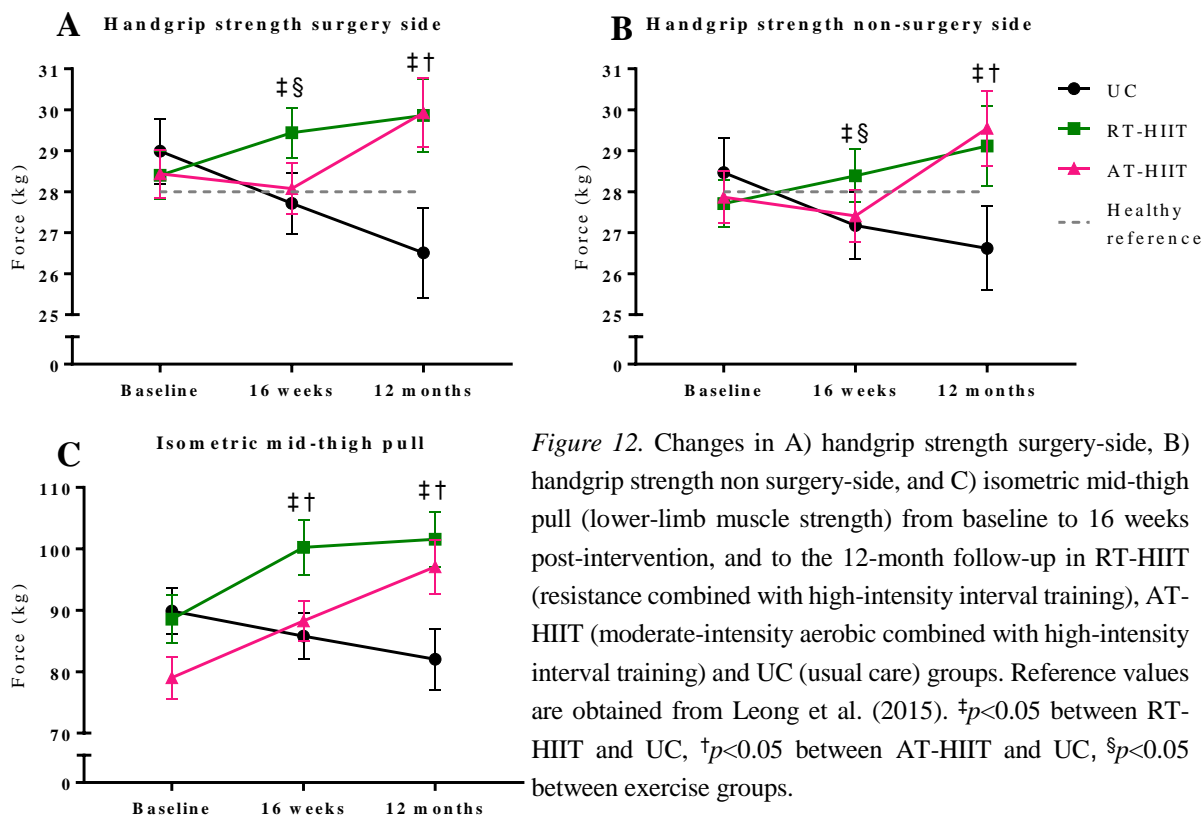 A Handgrip strength surgery side
‡§
‡†
Force (kg)
31
30
29
28
27
26
25
0
Baseline 16 weeks 12 months
B Handgrip strength non-surgery side
‡§
‡†
Force (kg)
31
30
29
28
27
26
25
0
Baseline 16 weeks 12 months
UC
RT-HIIT
AT-HIIT
Healthy
reference
C Isometric mid-thigh pull
‡†
‡†
Force (kg)
110
100
90
80
70
0
Baseline 16 weeks 12 months
Figure 12. Changes in A) handgrip strength surgery-side, B)
handgrip strength non surgery-side, and C) isometric mid-thigh
pull (lower-limb muscle strength) from baseline to 16 weeks
post-intervention, and to the 12-month follow-up in RT-HIIT
(resistance combined with high-intensity interval training), AT-
HIIT (moderate-intensity aerobic combined with high-intensity
interval training) and UC (usual care) groups. Reference values
are obtained from Leong et al. (2015). ‡p<0.05 between RT-
HIIT and UC, †p<0.05 between AT-HIIT and UC, §p<0.05
between exercise groups.